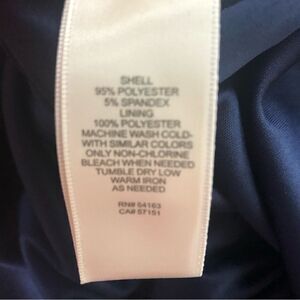 SHELL
95% POLYESTER
5% SPANDEX
LINING
100% POLYESTER
MACHINE WASH COLD-
WITH SIMILAR COLORS
ONLY NON-CHLORINE
BLEACH WHEN NEEDED
TUMBLE DRY LOW
WARM IRON
AS NEEDED
RN# 54163
CA# 57151